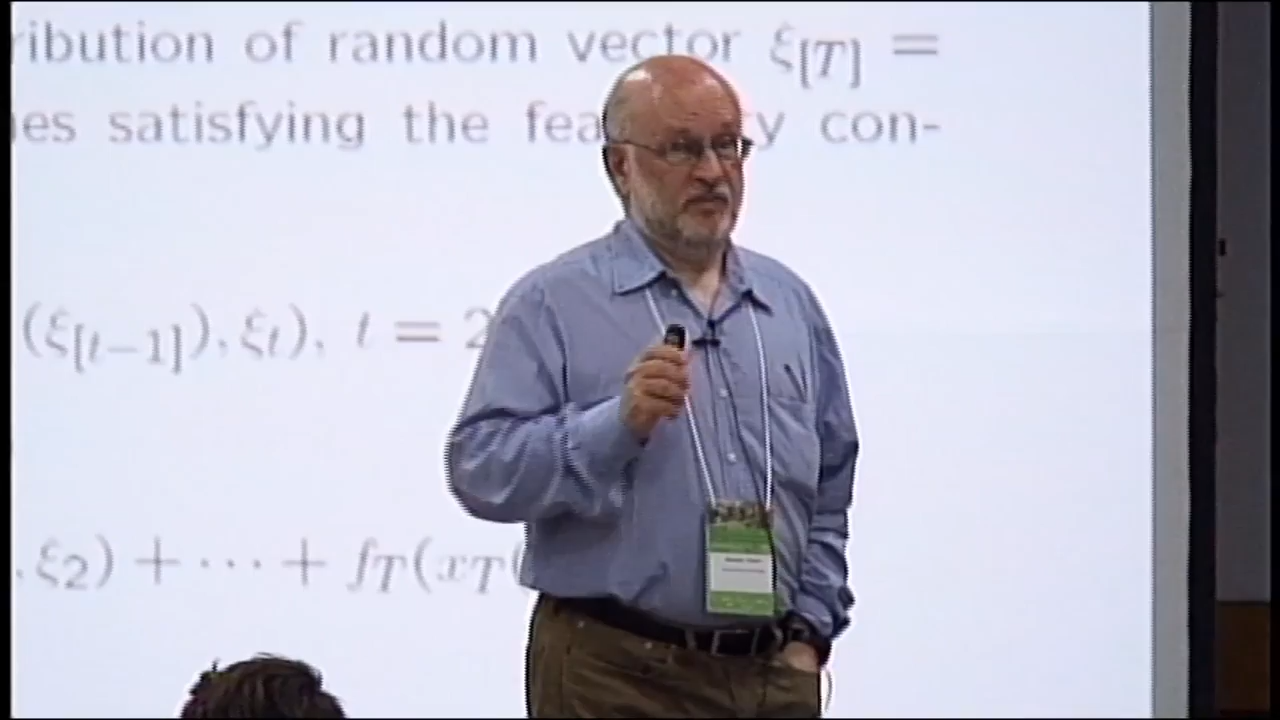 ribution of random vector ξ[T] =
es satisfying the fea y con-
(ξ[t−1]), ξt), t = 2
, ξ2) + ··· + fT(xT(